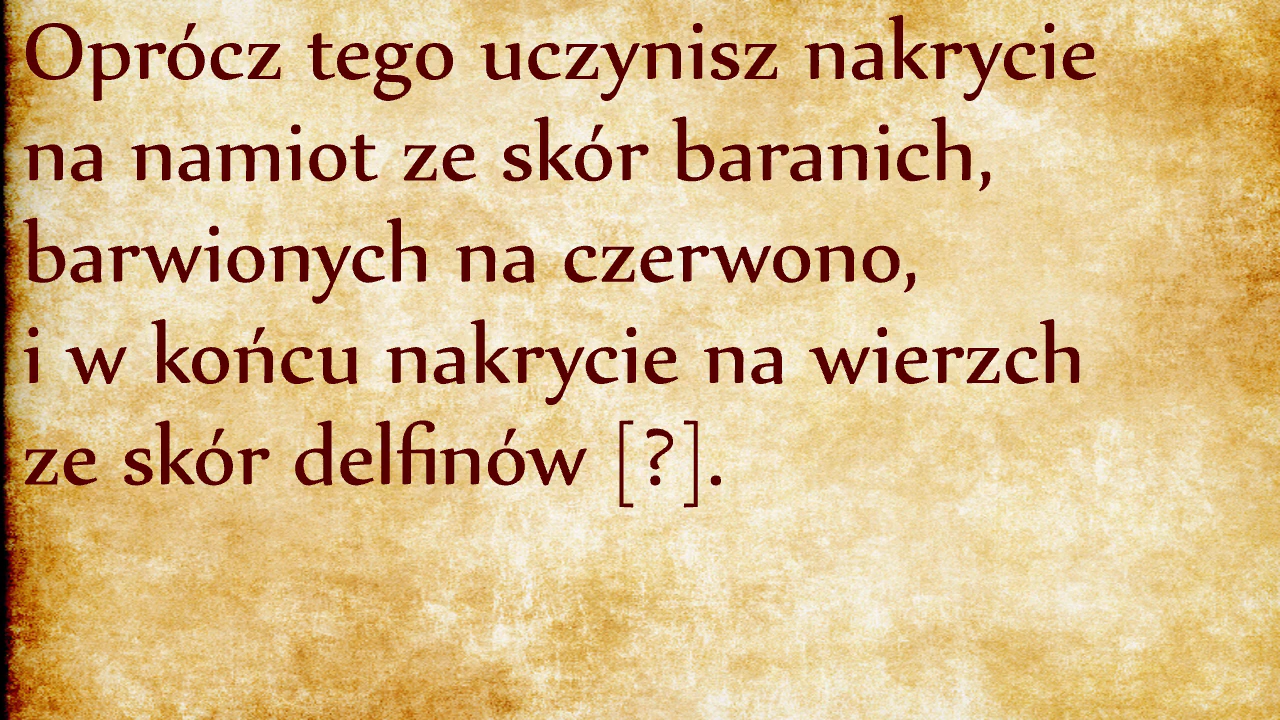 Oprócz tego uczynisz nakrycie
na namiot ze skór baranich,
barwionych na czerwono,
i w końcu nakrycie na wierzch
ze skór delfinów [?].